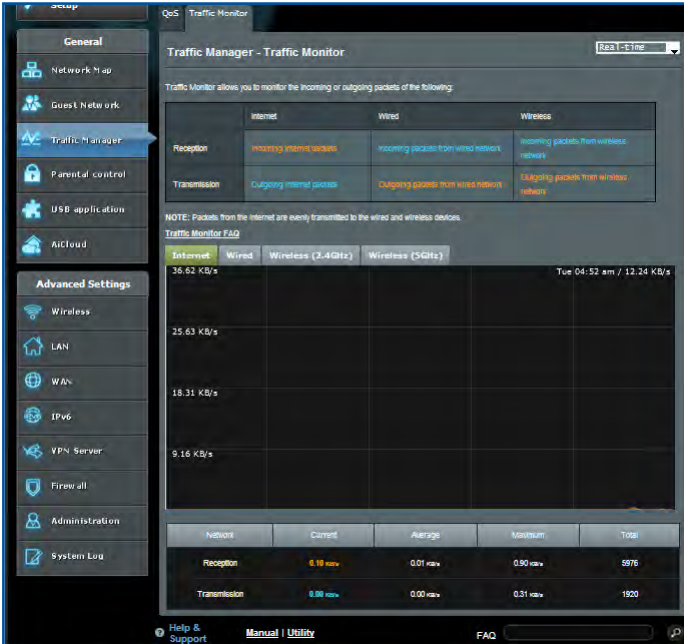 Setup
QoS Traffic Monitor
General
Network Map
Guest Network
Traffic Manager
Parental control
USB application
AiCloud
Advanced Settings
Wireless
LAN
WAN
IPv6
VPN Server
Firewall
Administration
System Log
Traffic Manager - Traffic Monitor
Real-time
Traffic Monitor allows you to monitor the incoming or outgoing packets of the following:
Internet Wired Wireless
Reception Incoming Internet packets Incoming packets from wired network Incoming packets from wireless network
Transmission Outgoing Internet packets Outgoing packets from wired network Outgoing packets from wireless network
NOTE: Packets from the Internet are evenly transmitted to the wired and wireless devices.
Traffic Monitor FAQ
Internet Wired Wireless (2.4GHz) Wireless (5GHz)
36.62 KB/s Tue 04:52 am / 12.24 KB/s
25.63 KB/s
18.31 KB/s
9.16 KB/s
Network Current Average Maximum Total
Reception 0.10 KB/s 0.01 KB/s 0.90 KB/s 5976
Transmission 0.00 KB/s 0.00 KB/s 0.31 KB/s 1920
Help & Support Manual | Utility FAQ